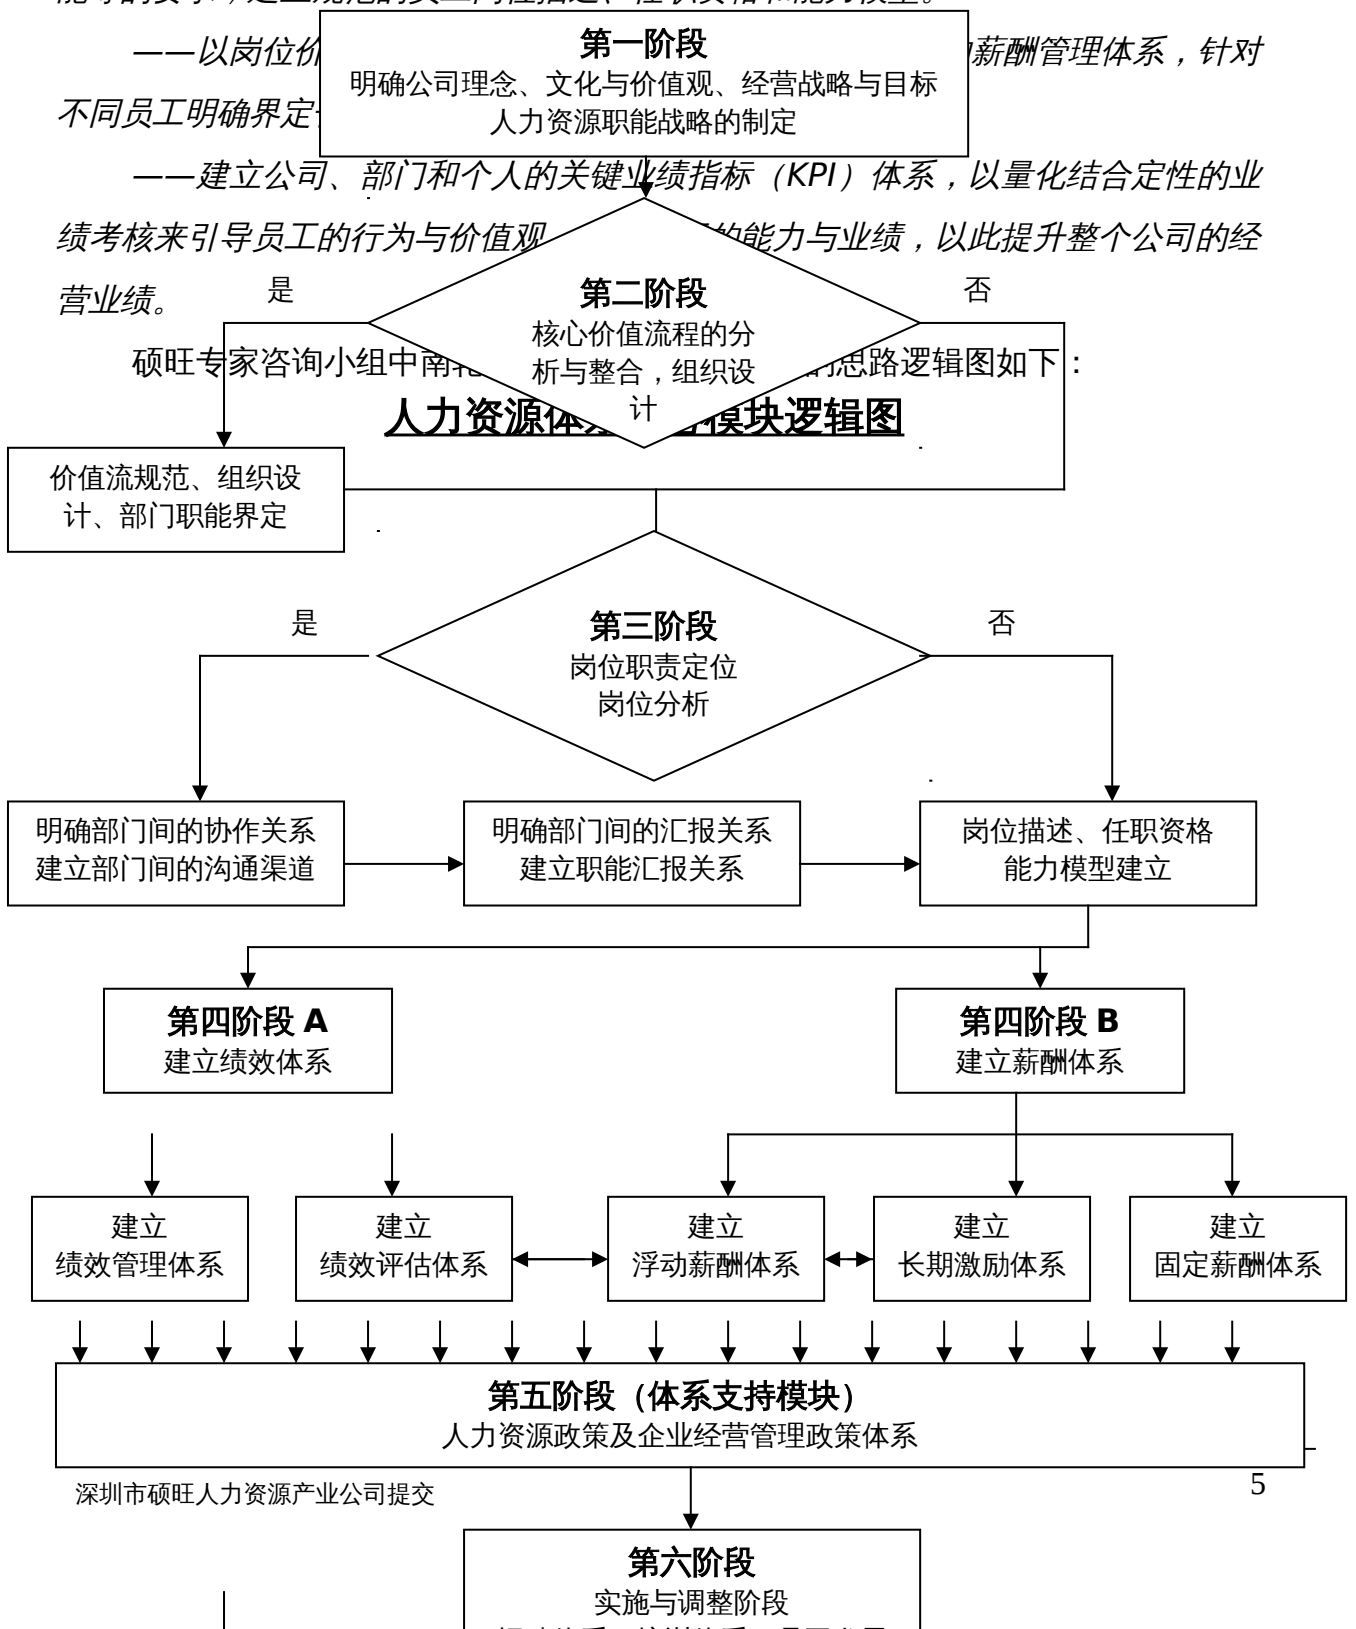 第一阶段
——以岗位价
薪酬管理体系，针对
明确公司理念、文化与价值观、经营战略与目标
不同员工明确界定
人力资源职能战略的制定
——建立公司、部门和个人的关键业绩指标（KPI）体系，以量化结合定性的业
绩考核来引导员工的行为与价值观
的能力与业绩，以此提升整个公司的经
营业绩。
是
否
第二阶段
核心价值流程的分
析与整合，组织设
计
硕旺专家咨询小组中南
的思路逻辑图如下：
人力资源体
模块逻辑图
价值流规范、组织设
计、部门职能界定
是
否
第三阶段
岗位职责定位
岗位分析
明确部门间的协作关系
建立部门间的沟通渠道
明确部门间的汇报关系
建立职能汇报关系
岗位描述、任职资格
能力模型建立
第四阶段 A
建立绩效体系
第四阶段 B
建立薪酬体系
建立
绩效管理体系
建立
绩效评估体系
建立
浮动薪酬体系
建立
长期激励体系
建立
固定薪酬体系
第五阶段（体系支持模块）
人力资源政策及企业经营管理政策体系
深圳市硕旺人力资源产业公司提交
5
第六阶段
实施与调整阶段